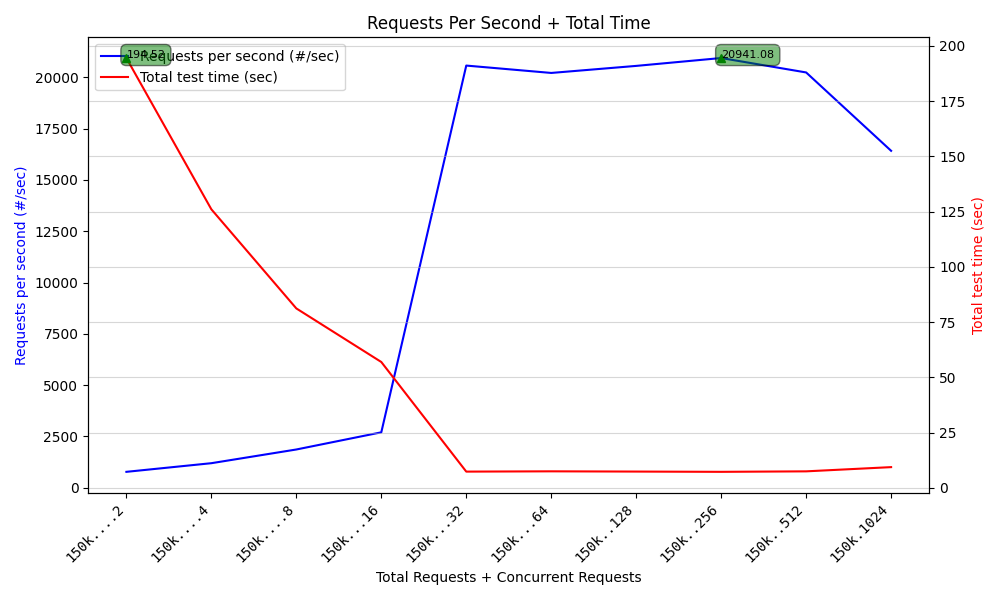 Requests Per Second + Total Time
194.52
20941.08
Requests per second (#/sec)
Total test time (sec)
20000
17500
15000
12500
10000
7500
5000
2500
0
Requests per second (#/sec)
200
175
150
125
100
75
50
25
0
Total test time (sec)
150k....2
150k....4
150k....8
150k...16
150k...32
150k...64
150k..128
150k..256
150k..512
150k.1024
Total Requests + Concurrent Requests